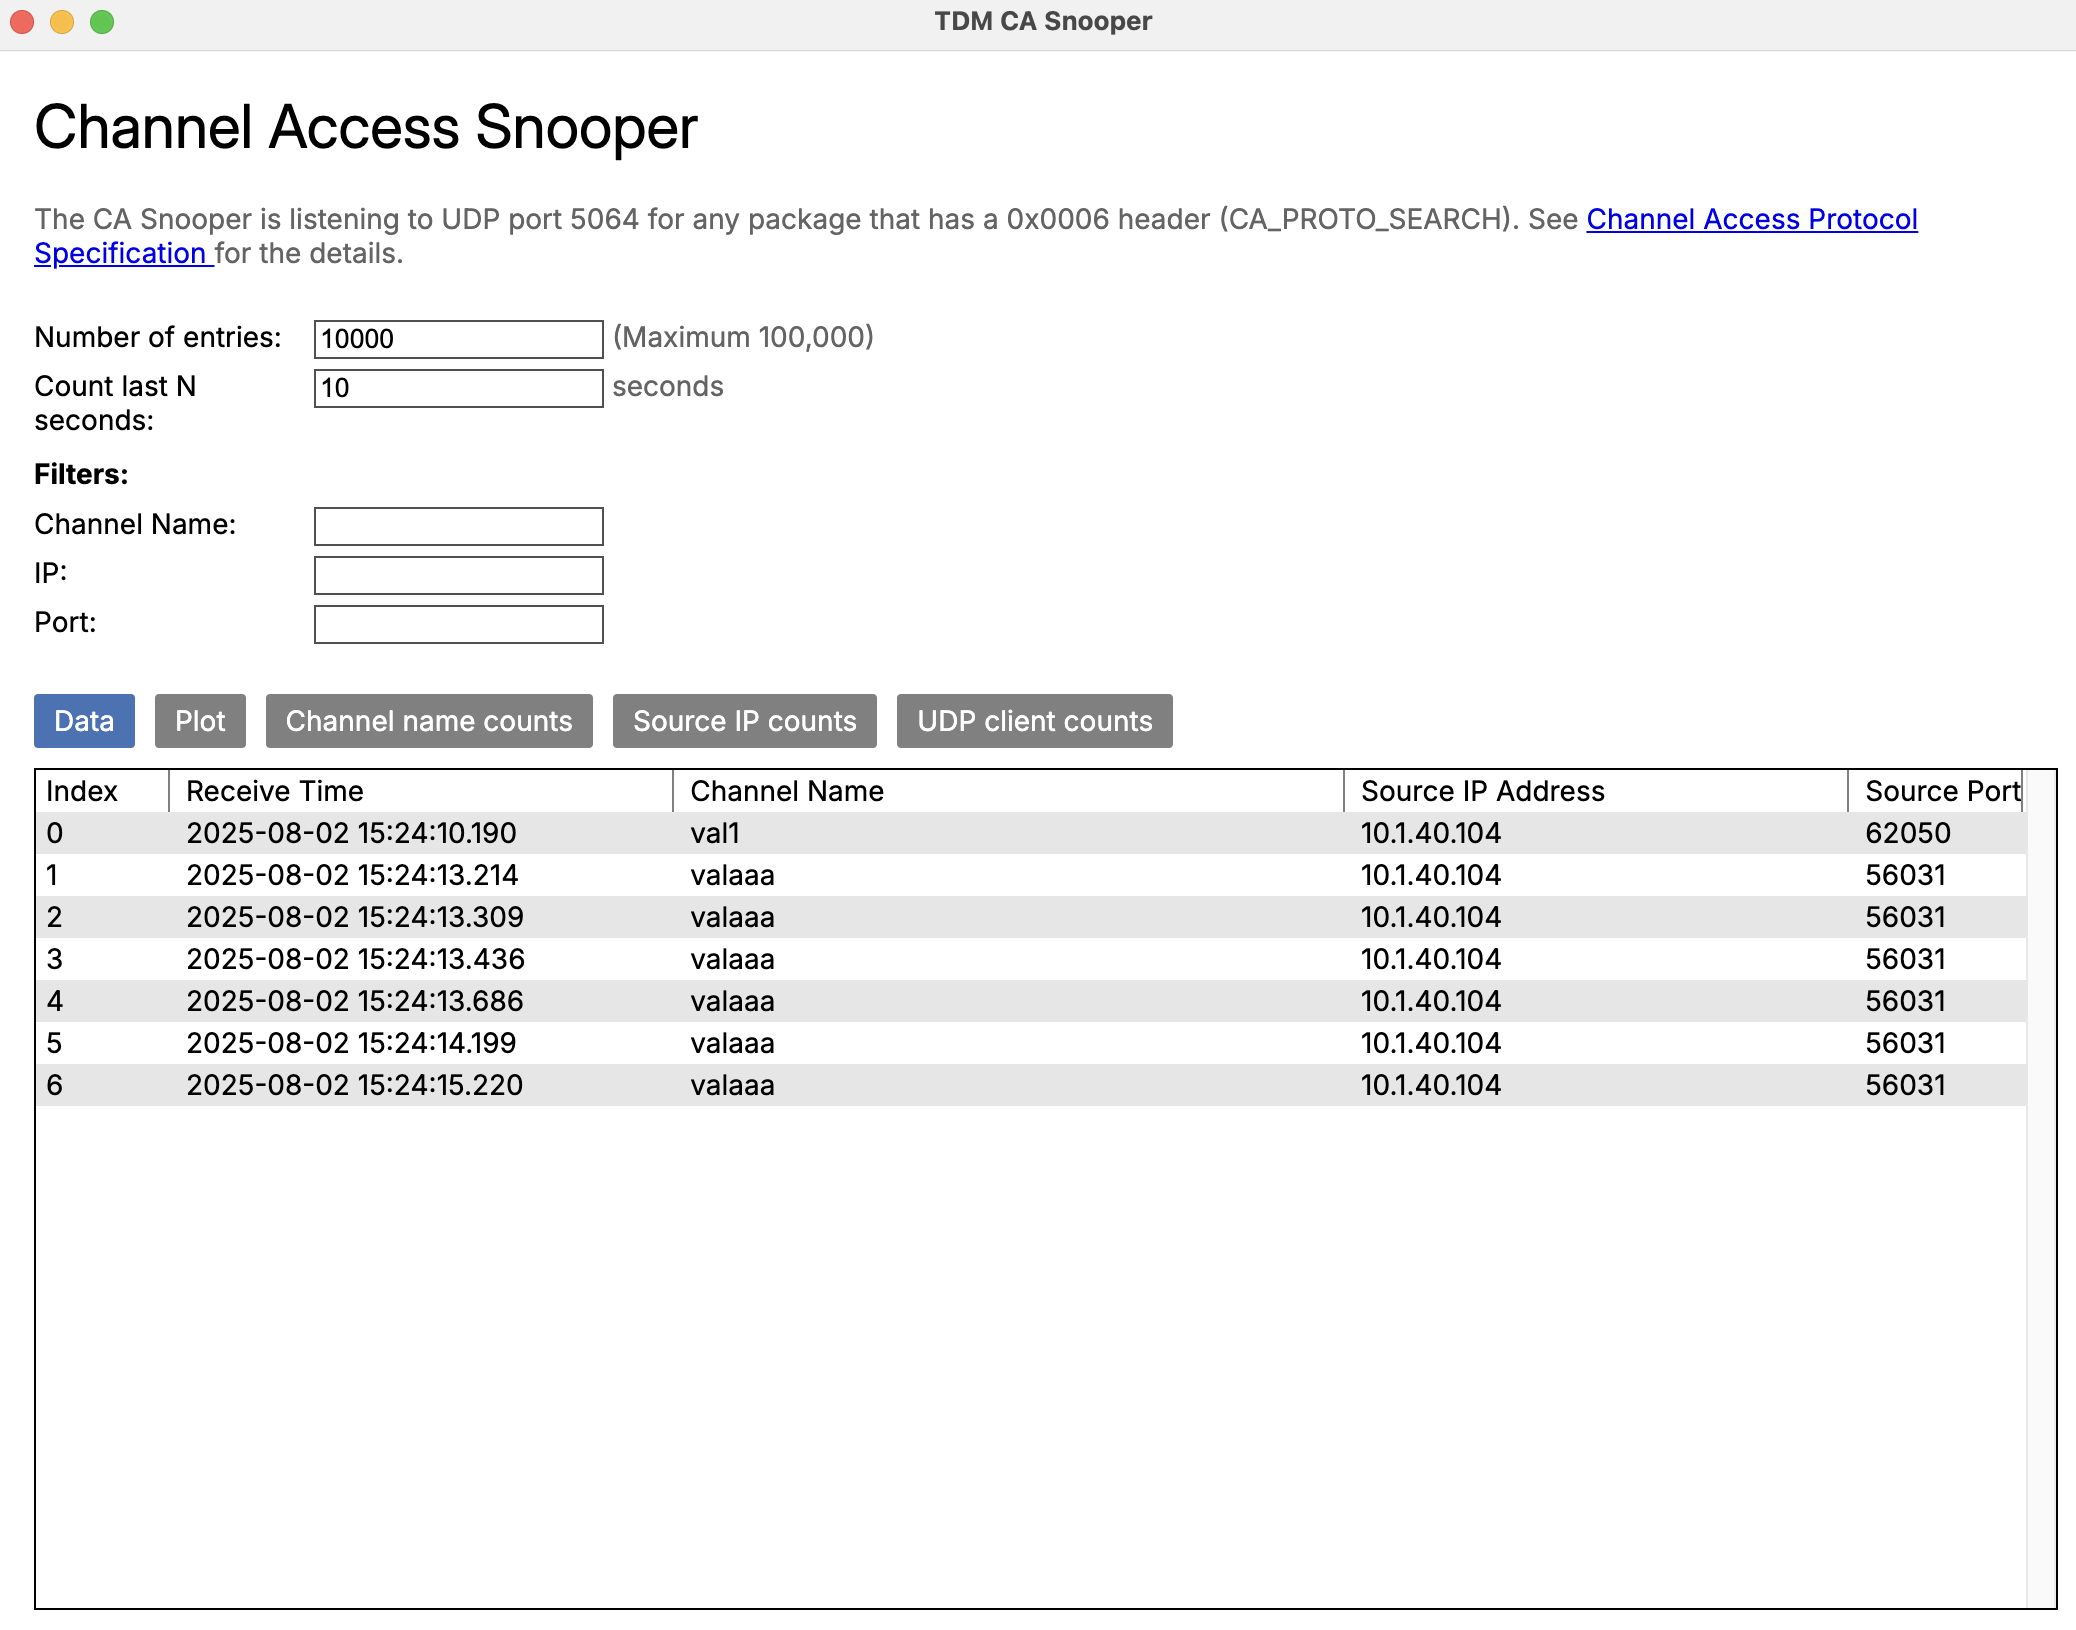 TDM CA Snooper
Channel Access Snooper
The CA Snooper is listening to UDP port 5064 for any package that has a 0x0006 header (CA_PROTO_SEARCH). See Channel Access Protocol
Specification for the details.
Number of entries: 10000 (Maximum 100,000)
Count last N
seconds: 10 seconds
Filters:
Channel Name:
IP:
Port:
Data Plot Channel name counts Source IP counts UDP client counts
Index Receive Time Channel Name Source IP Address Source Port
0 2025-08-02 15:24:10.190 val1 10.1.40.104 62050
1 2025-08-02 15:24:13.214 valaaa 10.1.40.104 56031
2 2025-08-02 15:24:13.309 valaaa 10.1.40.104 56031
3 2025-08-02 15:24:13.436 valaaa 10.1.40.104 56031
4 2025-08-02 15:24:13.686 valaaa 10.1.40.104 56031
5 2025-08-02 15:24:14.199 valaaa 10.1.40.104 56031
6 2025-08-02 15:24:15.220 valaaa 10.1.40.104 56031